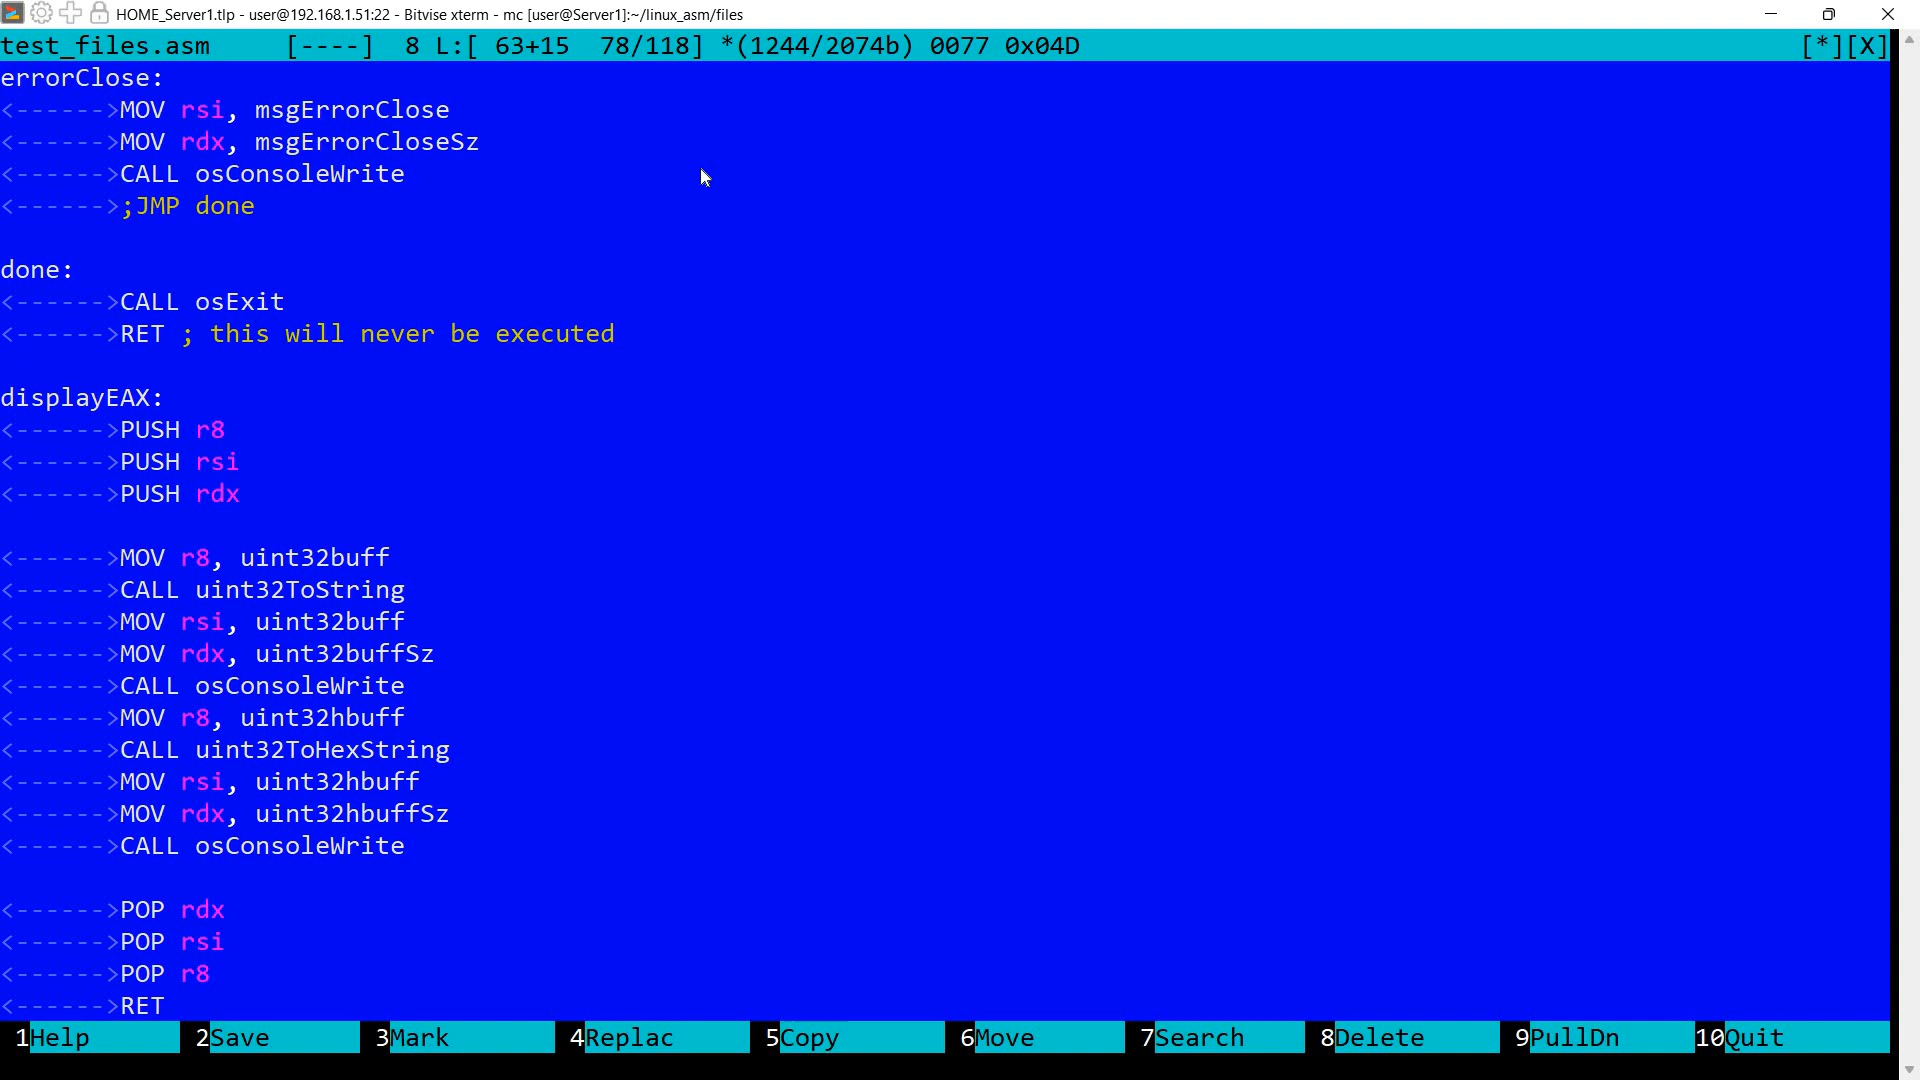 HOME_Server1.tlp - user@192.168.1.51:22 - Bitvise xterm - mc [user@Server1]:~/linux_asm/files
test_files.asm     [----]  8 L:[ 63+15  78/118] *(1244/2074b) 0077 0x04D     [*][X]
errorClose:
<------>MOV rsi, msgErrorClose
<------>MOV rdx, msgErrorCloseSz
<------>CALL osConsoleWrite
<------>;JMP done
done:
<------>CALL osExit
<------>RET ; this will never be executed
displayEAX:
<------>PUSH r8
<------>PUSH rsi
<------>PUSH rdx
<------>MOV r8, uint32buff
<------>CALL uint32ToString
<------>MOV rsi, uint32buff
<------>MOV rdx, uint32buffSz
<------>CALL osConsoleWrite
<------>MOV r8, uint32hbuff
<------>CALL uint32ToHexString
<------>MOV rsi, uint32hbuff
<------>MOV rdx, uint32hbuffSz
<------>CALL osConsoleWrite
<------>POP rdx
<------>POP rsi
<------>POP r8
<------>RET
1Help 2Save 3Mark 4Replac 5Copy 6Move 7Search 8Delete 9PullDn 10Quit